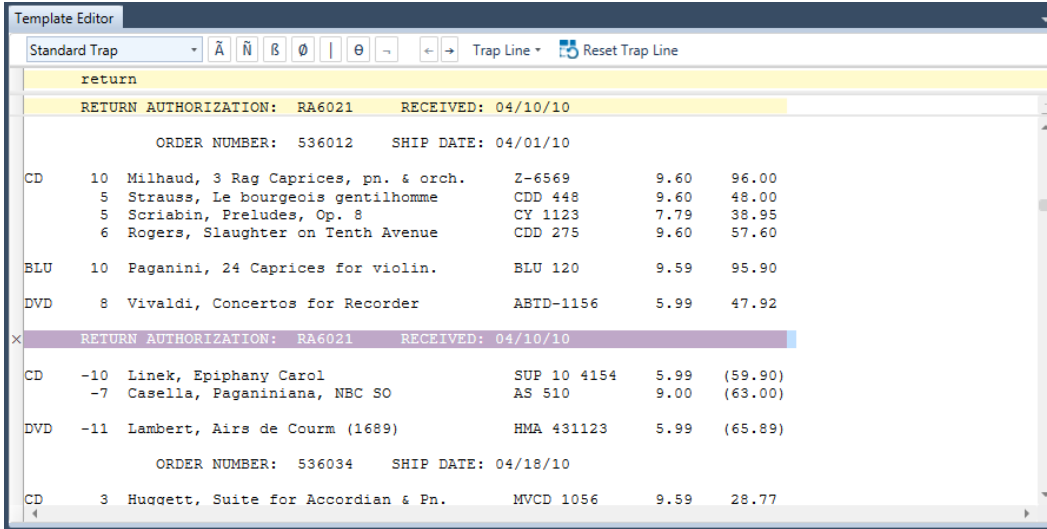 Template Editor
Standard Trap Ã Ñ ß Ø | Ө ¬ ← → Trap Line Reset Trap Line
return
RETURN AUTHORIZATION: RA6021 RECEIVED: 04/10/10
ORDER NUMBER: 536012 SHIP DATE: 04/01/10
CD 10 Milhaud, 3 Rag Caprices, pn. & orch. Z-6569 9.60 96.00
5 Strauss, Le bourgeois gentilhomme CDD 448 9.60 48.00
5 Scriabin, Preludes, Op. 8 CY 1123 7.79 38.95
6 Rogers, Slaughter on Tenth Avenue CDD 275 9.60 57.60
BLU 10 Paganini, 24 Caprices for violin. BLU 120 9.59 95.90
DVD 8 Vivaldi, Concertos for Recorder ABTD-1156 5.99 47.92
RETURN AUTHORIZATION: RA6021 RECEIVED: 04/10/10
CD -10 Linek, Epiphany Carol SUP 10 4154 5.99 (59.90)
-7 Casella, Paganiniana, NBC SO AS 510 9.00 (63.00)
DVD -11 Lambert, Airs de Courm (1689) HMA 431123 5.99 (65.89)
ORDER NUMBER: 536034 SHIP DATE: 04/18/10
CD 3 Huggett, Suite for Accordian & Pn. MVCD 1056 9.59 28.77